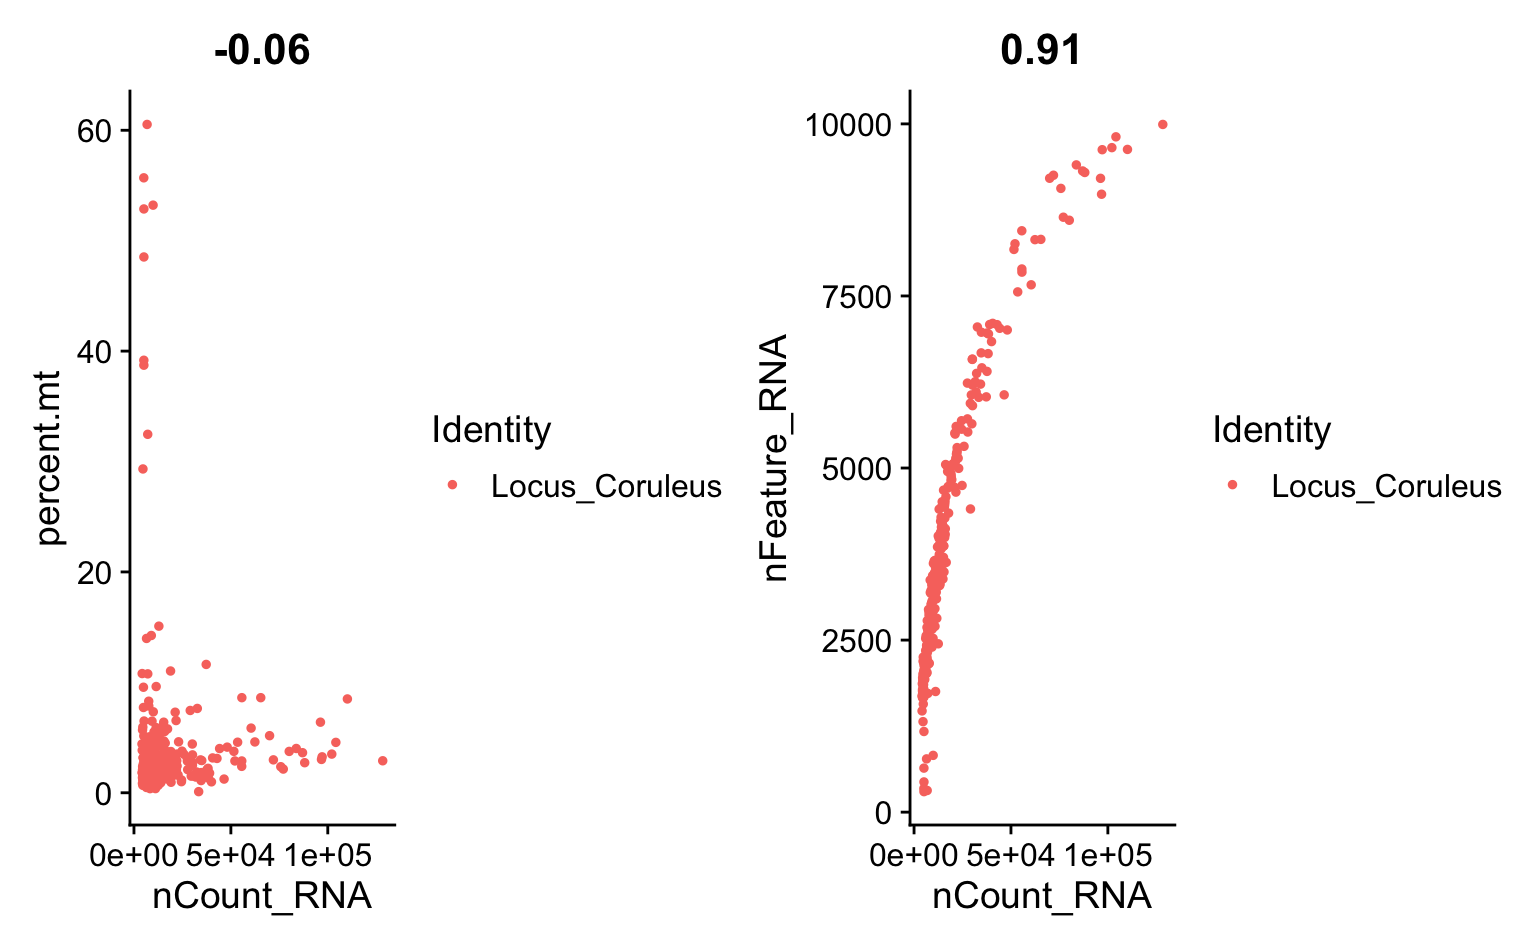 -0.06
60
40
20
0
percent.mt
0e+00 5e+04 1e+05
nCount_RNA
Identity
Locus_Coruleus
0.91
10000
7500
5000
2500
0
nFeature_RNA
0e+00 5e+04 1e+05
nCount_RNA
Identity
Locus_Coruleus